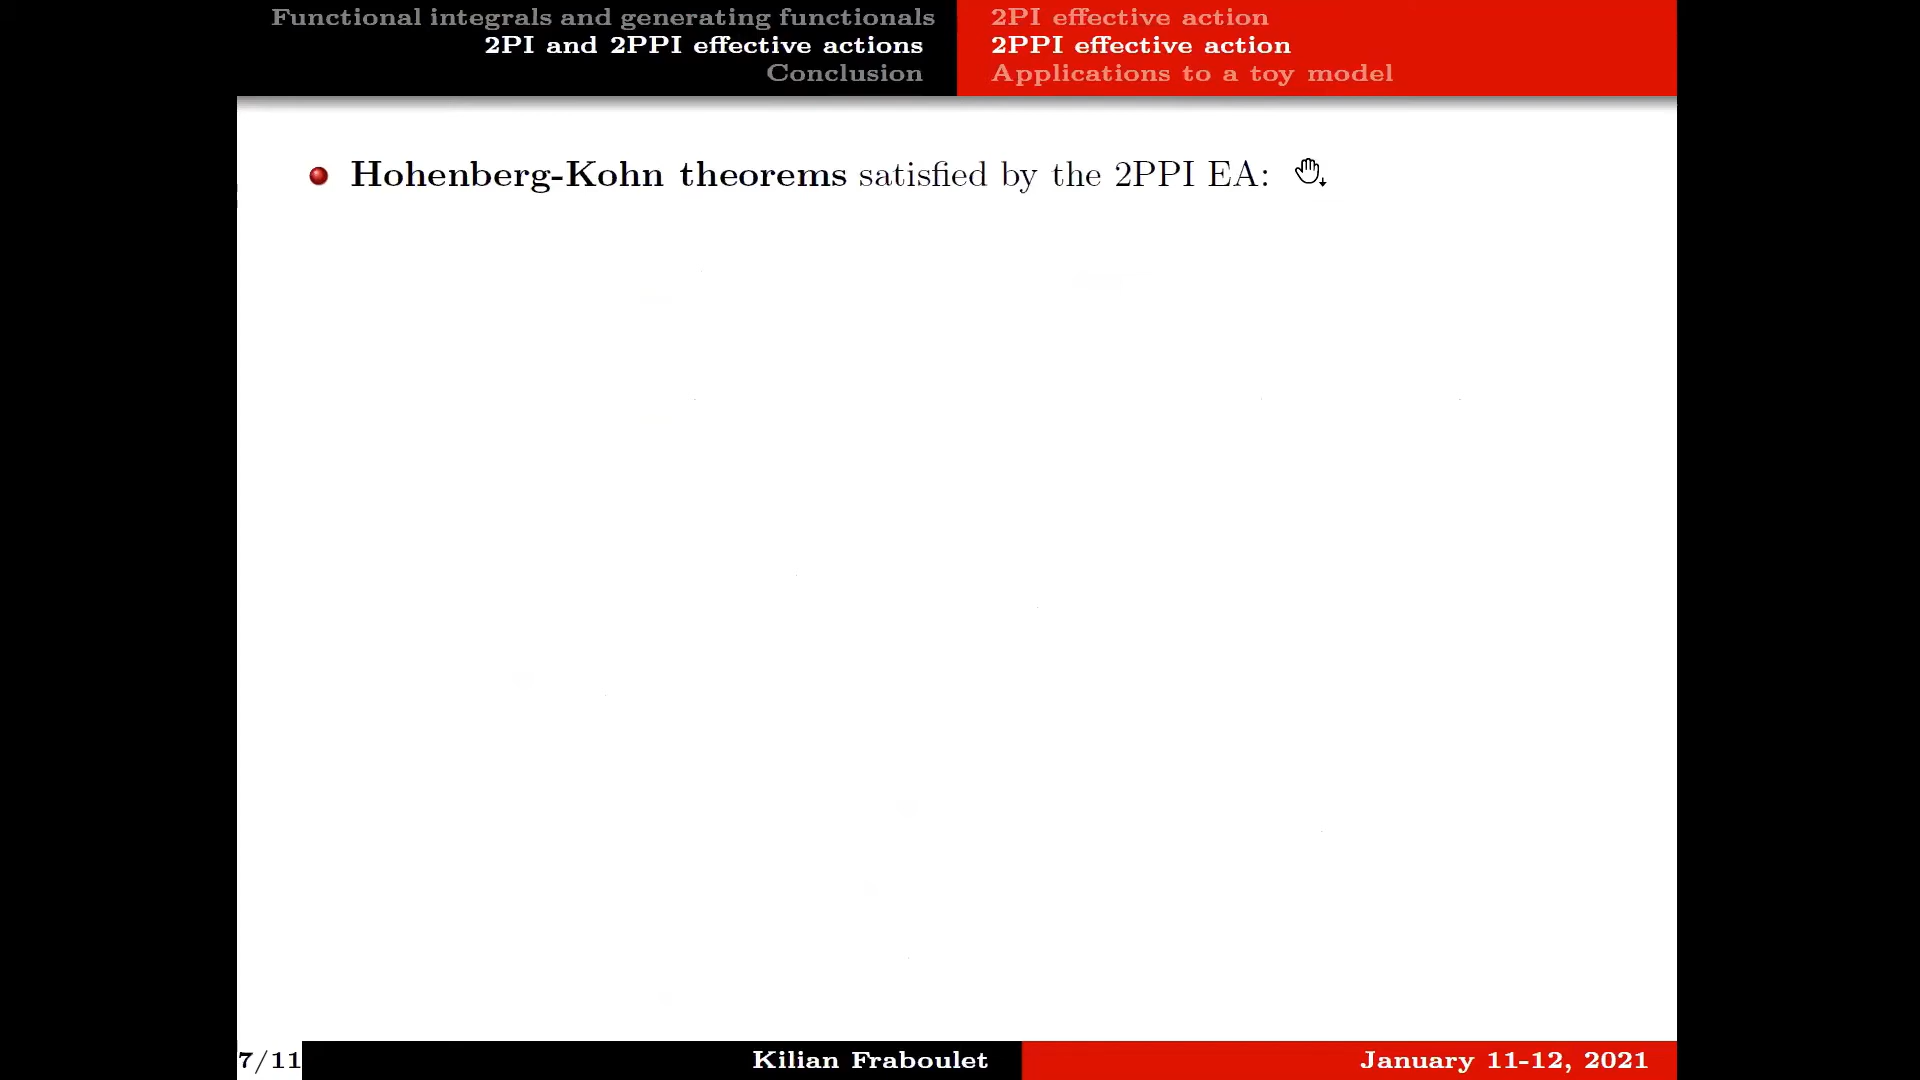 Functional integrals and generating functionals
2PI and 2PPI effective actions
Conclusion
2PI effective action
2PPI effective action
Applications to a toy model
Hohenberg-Kohn theorems satisfied by the 2PPI EA:
7/11
Kilian Fraboulet
January 11-12, 2021